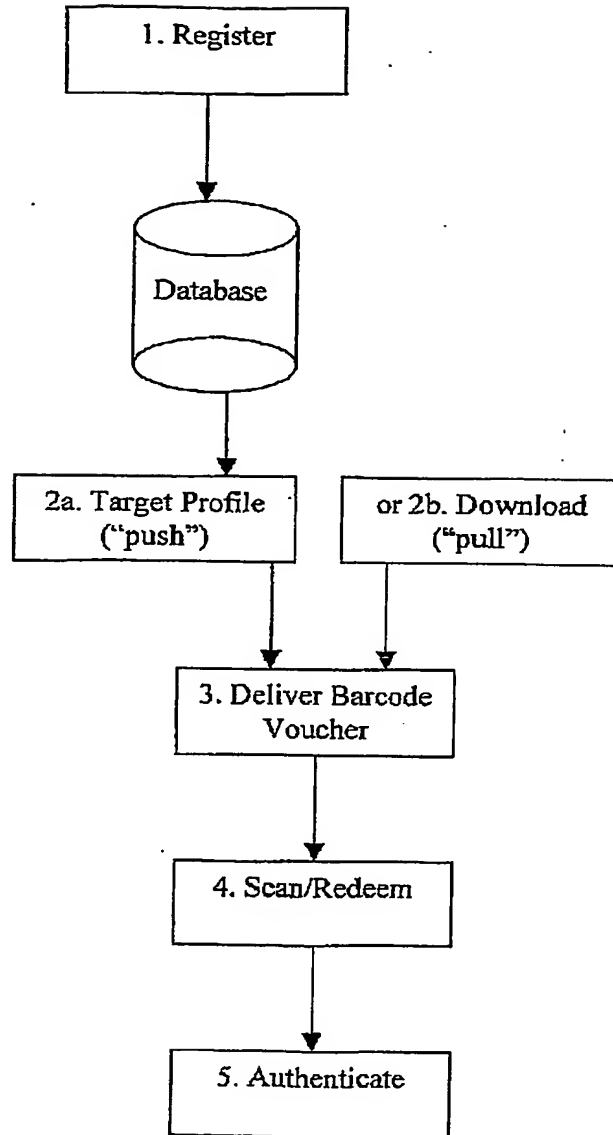 1. Register
Database
2a. Target Profile
(“push”)
or 2b. Download
(“pull”)
3. Deliver Barcode
Voucher
4. Scan/Redeem
5. Authenticate